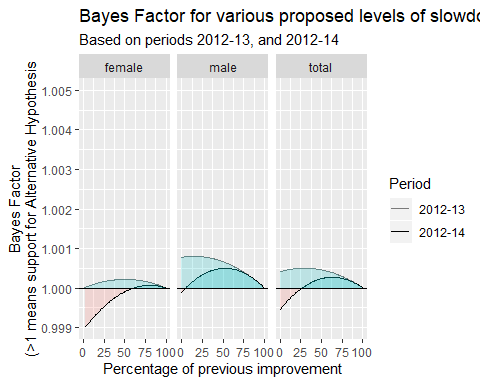 Bayes Factor for various proposed levels of slowdo
Based on periods 2012-13, and 2012-14
female male total
1.005
1.004
1.003
1.002
1.001
1.000
0.999
Bayes Factor
(>1 means support for Alternative Hypothesis
0 25 50 75 100 0 25 50 75 100 0 25 50 75 100
Percentage of previous improvement
Period
2012-13
2012-14